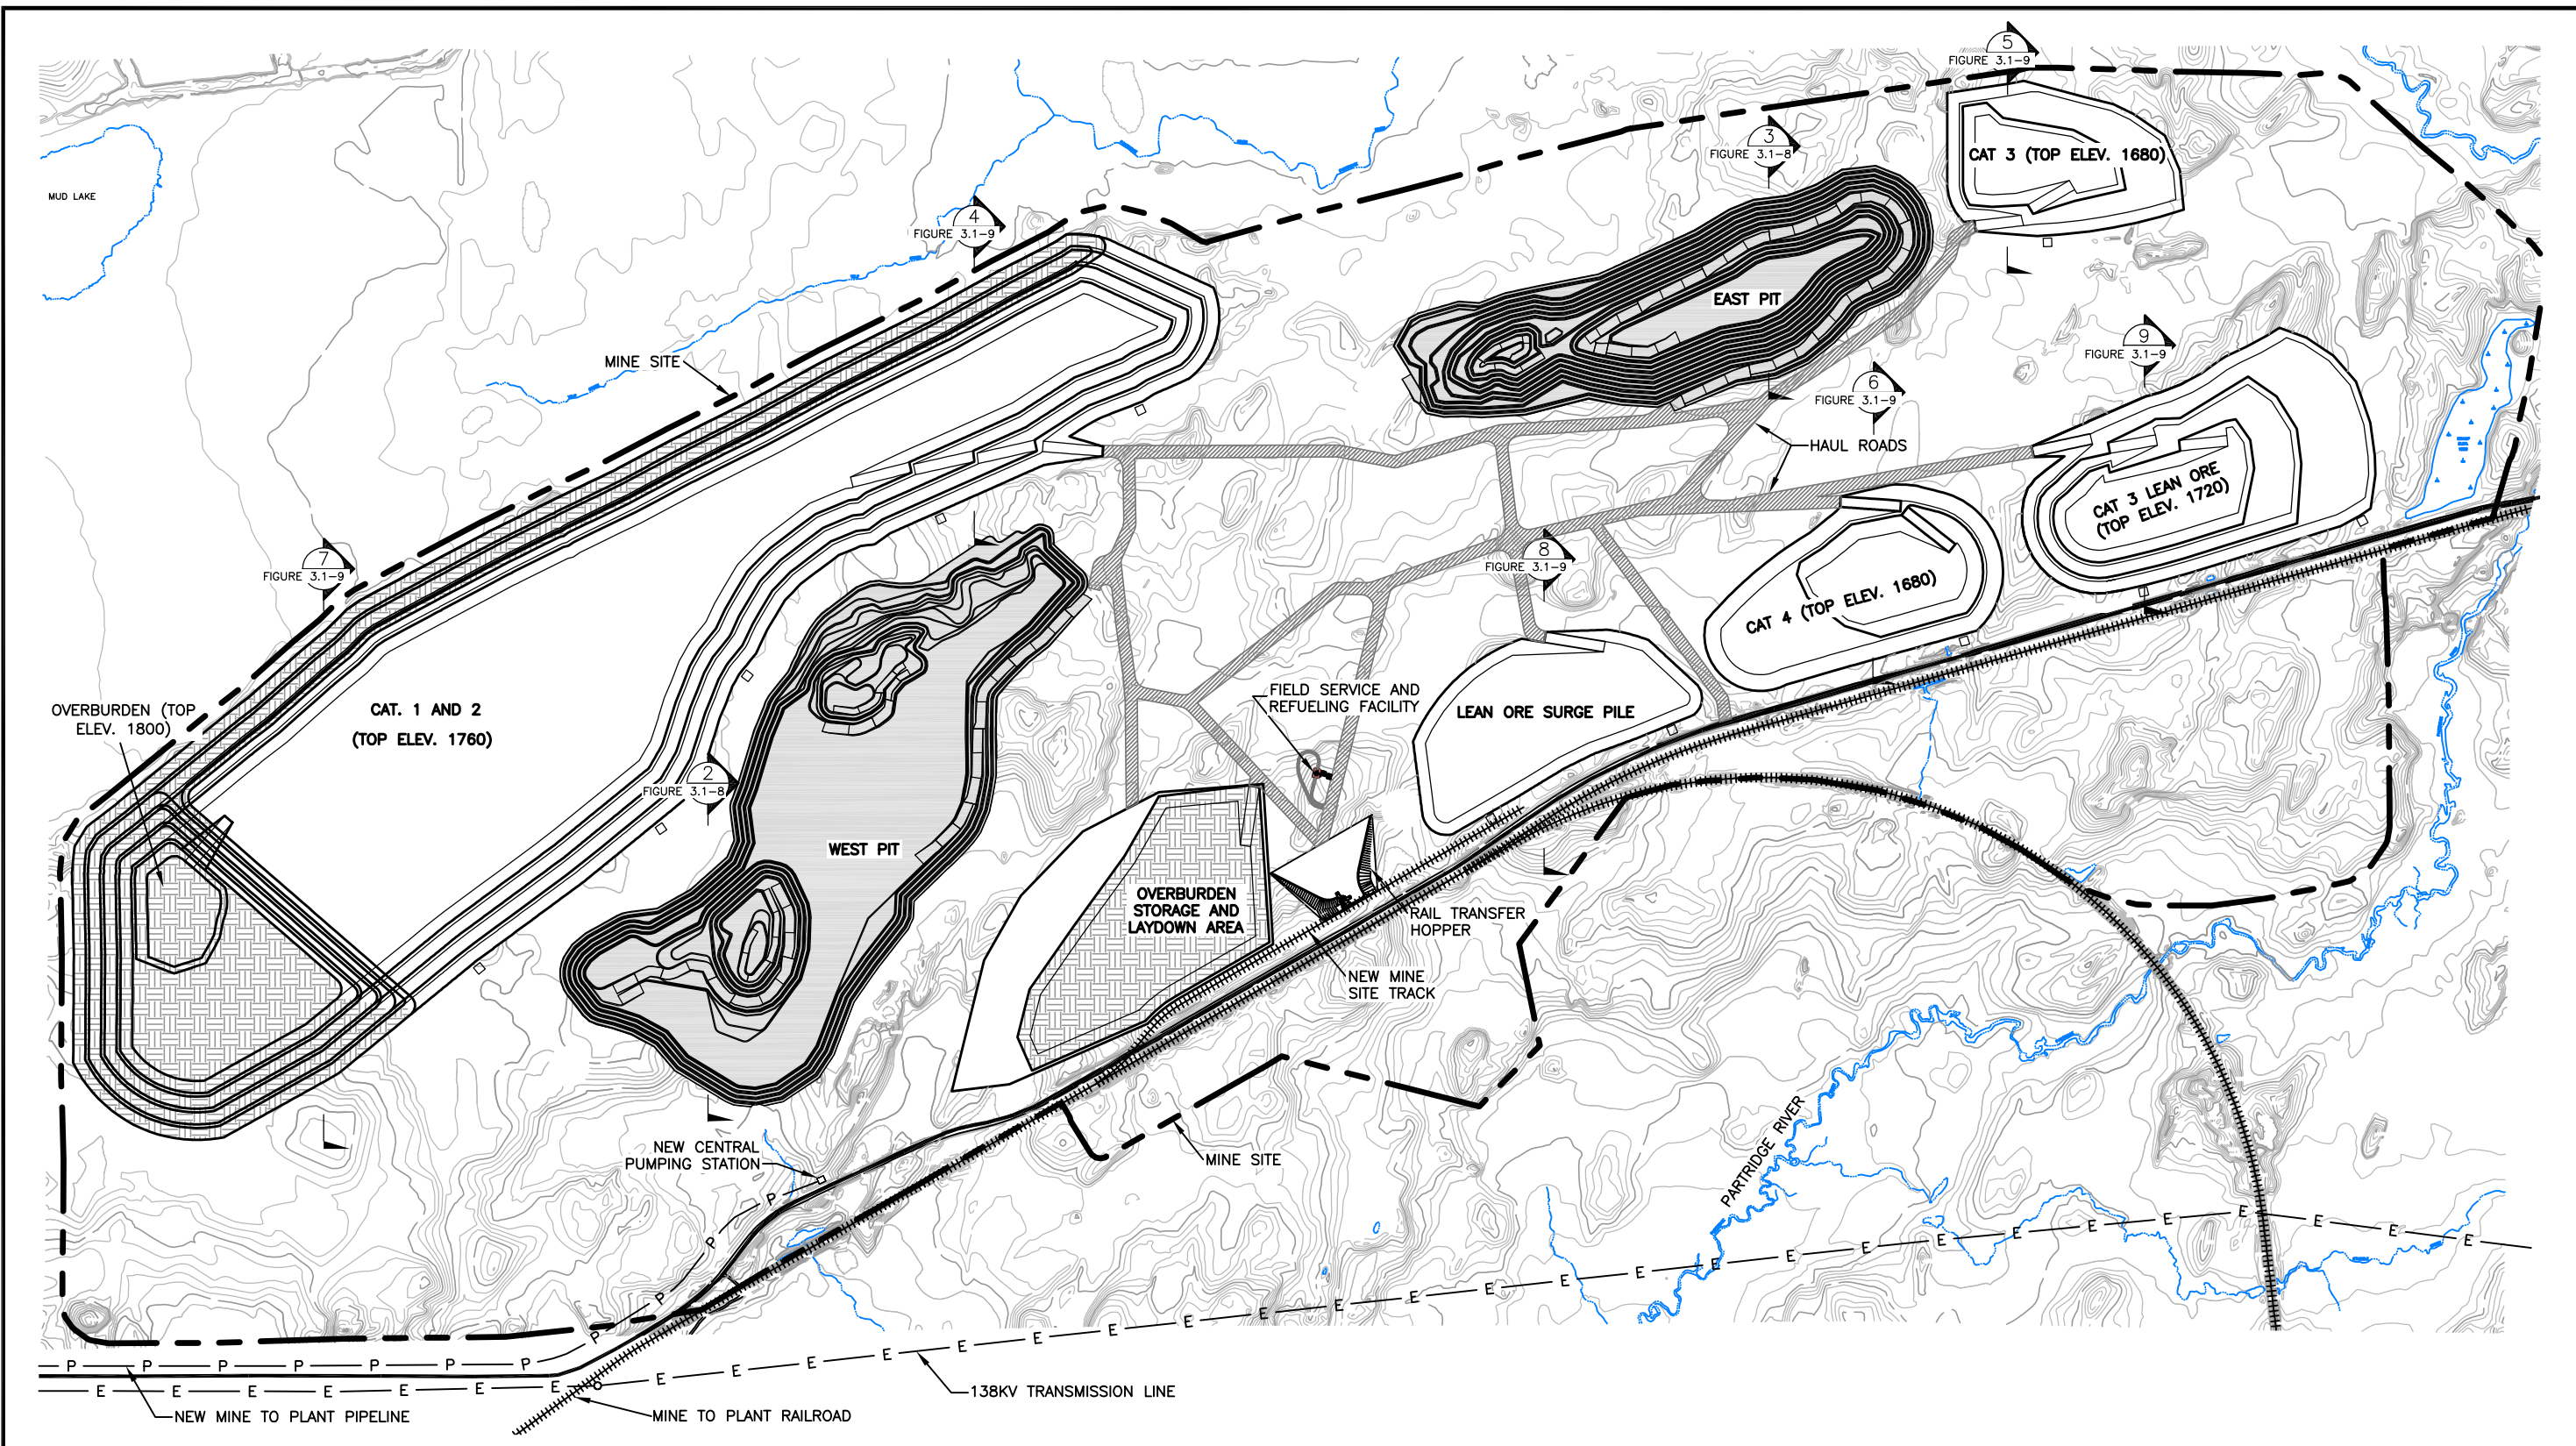 5
FIGURE 3.1-9
3
FIGURE 3.1-8
CAT 3 (TOP ELEV. 1680)
MUD LAKE
4
FIGURE 3.1-9
EAST PIT
MINE SITE
9
FIGURE 3.1-9
6
FIGURE 3.1-9
HAUL ROADS
CAT 3 LEAN ORE
(TOP ELEV. 1720)
7
FIGURE 3.1-9
8
FIGURE 3.1-9
CAT 4 (TOP ELEV. 1680)
OVERBURDEN (TOP
ELEV. 1800)
CAT. 1 AND 2
(TOP ELEV. 1760)
FIELD SERVICE AND
REFUELING FACILITY
LEAN ORE SURGE PILE
2
FIGURE 3.1-8
WEST PIT
OVERBURDEN
STORAGE AND
LAYDOWN AREA
RAIL TRANSFER
HOPPER
NEW MINE
SITE TRACK
NEW CENTRAL
PUMPING STATION
MINE SITE
PARTRIDGE RIVER
P P P P P P P P P P P
E E E E E E E E E E E E E E E E E E E E E E E E E E E E E E E E
138KV TRANSMISSION LINE
NEW MINE TO PLANT PIPELINE
MINE TO PLANT RAILROAD